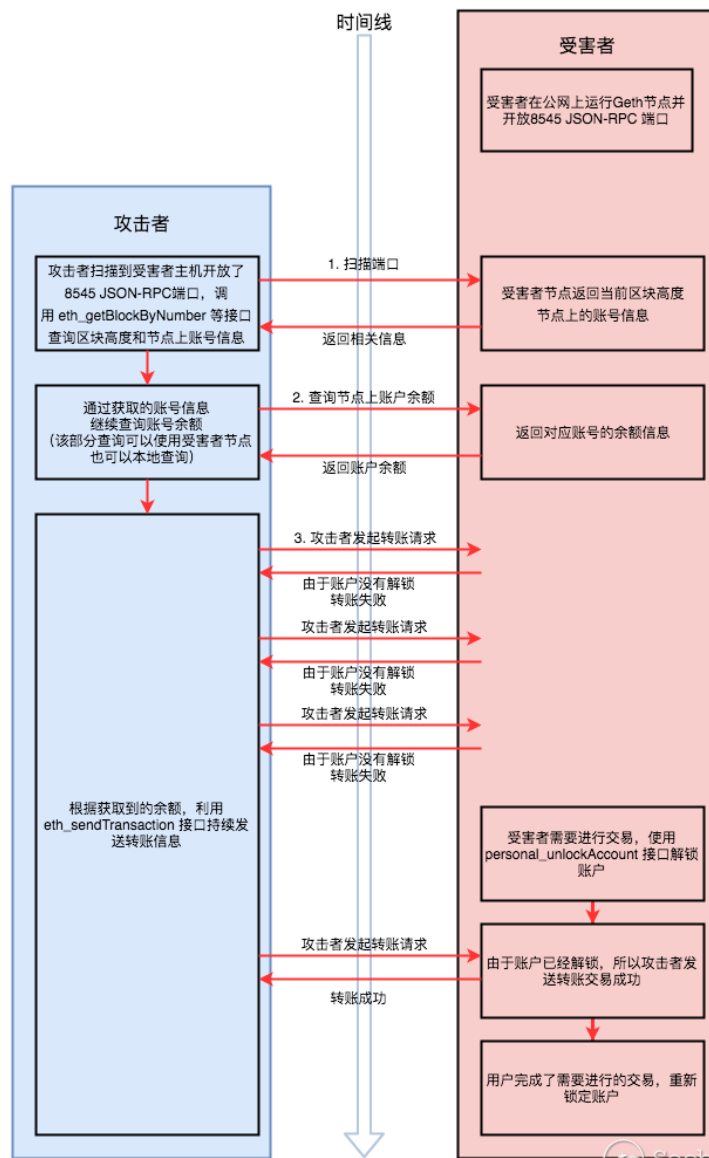 时间线
受害者
受害者在公网上运行Geth节点并
开放8545 JSON-RPC 端口
攻击者
攻击者扫描到受害者主机开放了
8545 JSON-RPC端口，调
用 eth_getBlockByNumber 等接口
查询区块高度和节点上账号信息
1. 扫描端口
返回相关信息
受害者节点返回当前区块高度
节点上的账号信息
通过获取的账号信息
继续查询账号余额
（该部分查询可以使用受害者节点
也可以本地查询）
2. 查询节点上账户余额
返回账户余额
返回对应账号的余额信息
3. 攻击者发起转账请求
由于账户没有解锁
转账失败
攻击者发起转账请求
由于账户没有解锁
转账失败
攻击者发起转账请求
由于账户没有解锁
转账失败
根据获取到的余额，利用
eth_sendTransaction 接口持续发
送转账信息
受害者需要进行交易，使用
personal_unlockAccount 接口解锁
账户
攻击者发起转账请求
转账成功
由于账户已经解锁，所以攻击者发
送转账交易成功
用户完成了需要进行的交易，重新
锁定账户